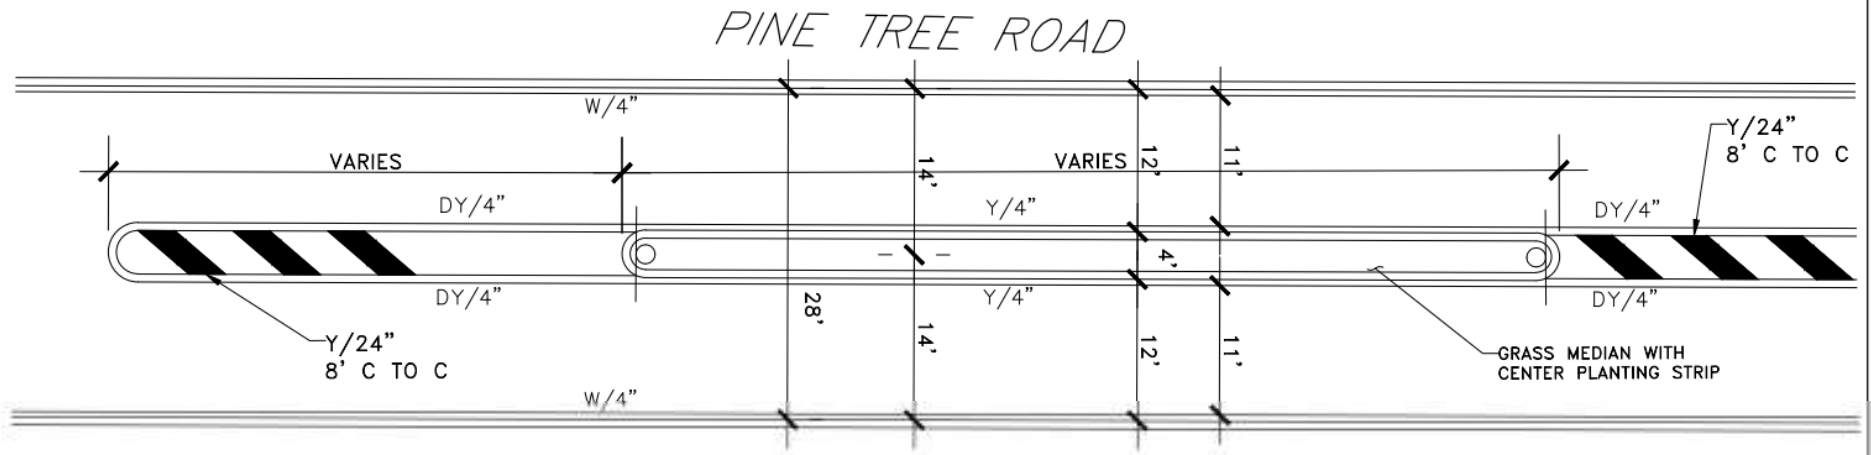 PINE TREE ROAD
W/4"
Y/24"
8' C TO C
VARIES
VARIES
14'
12'
11'
DY/4"
Y/4"
DY/4"
4'
DY/4"
Y/4"
DY/4"
28'
14'
12'
11'
Y/24"
8' C TO C
GRASS MEDIAN WITH
CENTER PLANTING STRIP
W/4"